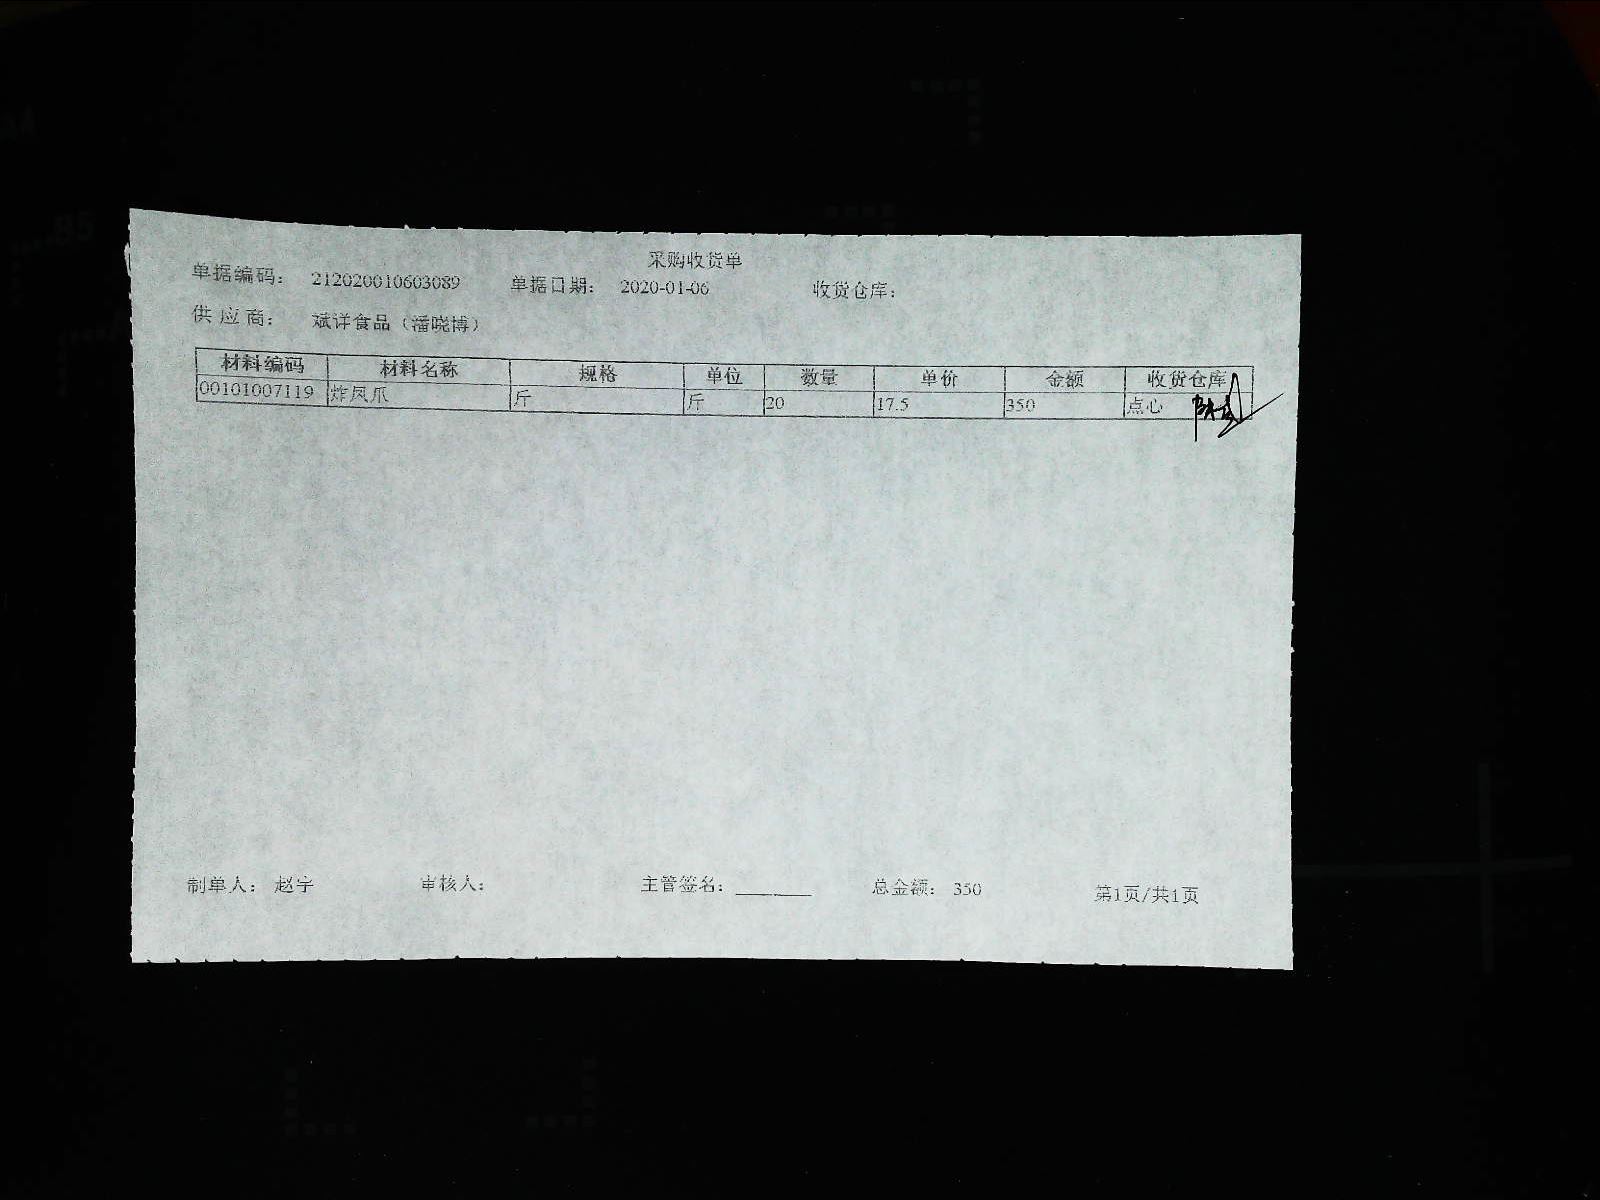 采购收货单
单据编码： 212020010603089 单据日期： 2020-01-06 收货仓库：
供应商： 斌详食品（潘晓博）
材料编码 材料名称 规格 单位 数量 单价 金额 收货仓库
00101007119 炸凤爪 斤 斤 20 17.5 350 点心
制单人： 赵宇 审核人： 主管签名： 总金额： 350 第1页/共1页